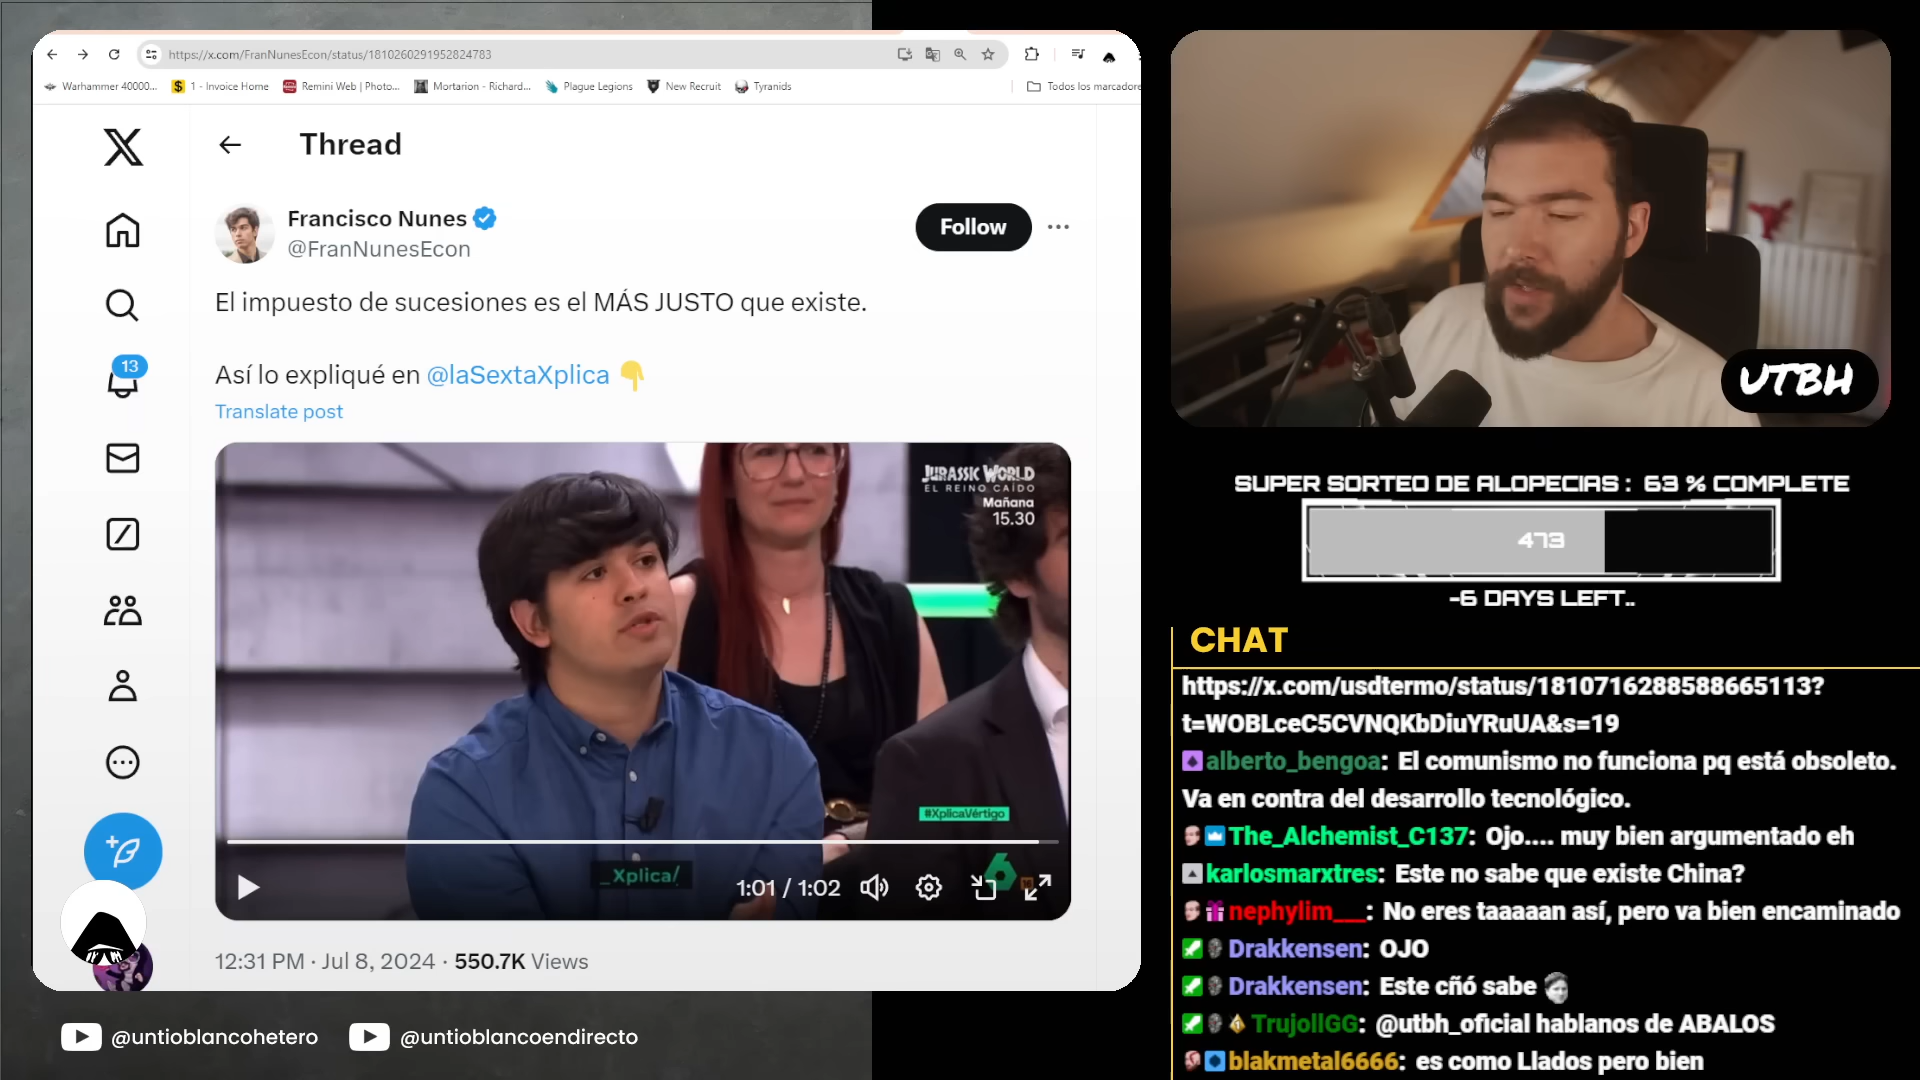 https://x.com/FranNunesEcon/status/1810260291952824783
Warhammer 40000...
1 - Invoice Home
Remini Web | Photo...
Mortarion - Richard...
Plague Legions
New Recruit
Tyranids
Todos los marcadore
Thread
Francisco Nunes
@FranNunesEcon
Follow
El impuesto de sucesiones es el MÁS JUSTO que existe.
Así lo expliqué en @laSextaXplica
Translate post
13
JURASSIC WORLD
EL REINO CAÍDO
Mañana
15.30
#XplicaVértigo
_Xplica/
6
1:01 / 1:02
12:31 PM · Jul 8, 2024 · 550.7K Views
@untioblancohetero
@untioblancoendirecto
UTBH
SUPER SORTEO DE ALOPECIAS : 63 % COMPLETE
473
-6 DAYS LEFT..
CHAT
https://x.com/usdtermo/status/1810716288588665113?
t=WOBLceC5CVNQKbDiuYRuUA&s=19
alberto_bengoa: El comunismo no funciona pq está obsoleto.
Va en contra del desarrollo tecnológico.
The_Alchemist_C137: Ojo.... muy bien argumentado eh
karlosmarxtres: Este no sabe que existe China?
nephylim___: No eres taaaaan así, pero va bien encaminado
Drakkensen: OJO
Drakkensen: Este cñó sabe
TrujollGG: @utbh_oficial hablanos de ABALOS
blakmetal6666: es como Llados pero bien